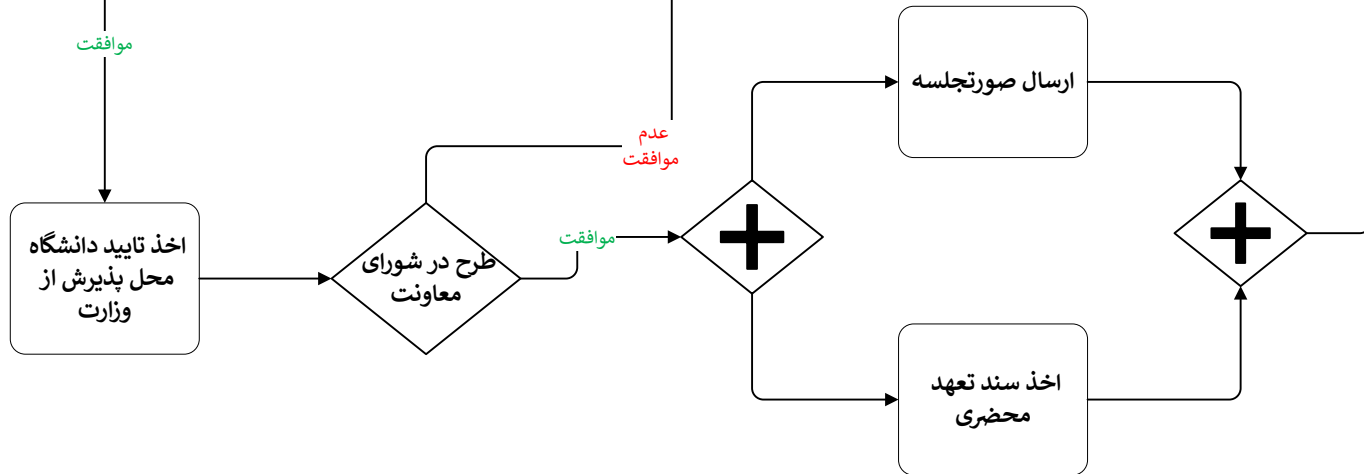 موافقت
ارسال صورتجلسه
عدم
موافقت
اخذ تایید دانشگاه
محل پذیرش از
وزارت
طرح در شورای
معاونت
موافقت
اخذ سند تعهد
محضری